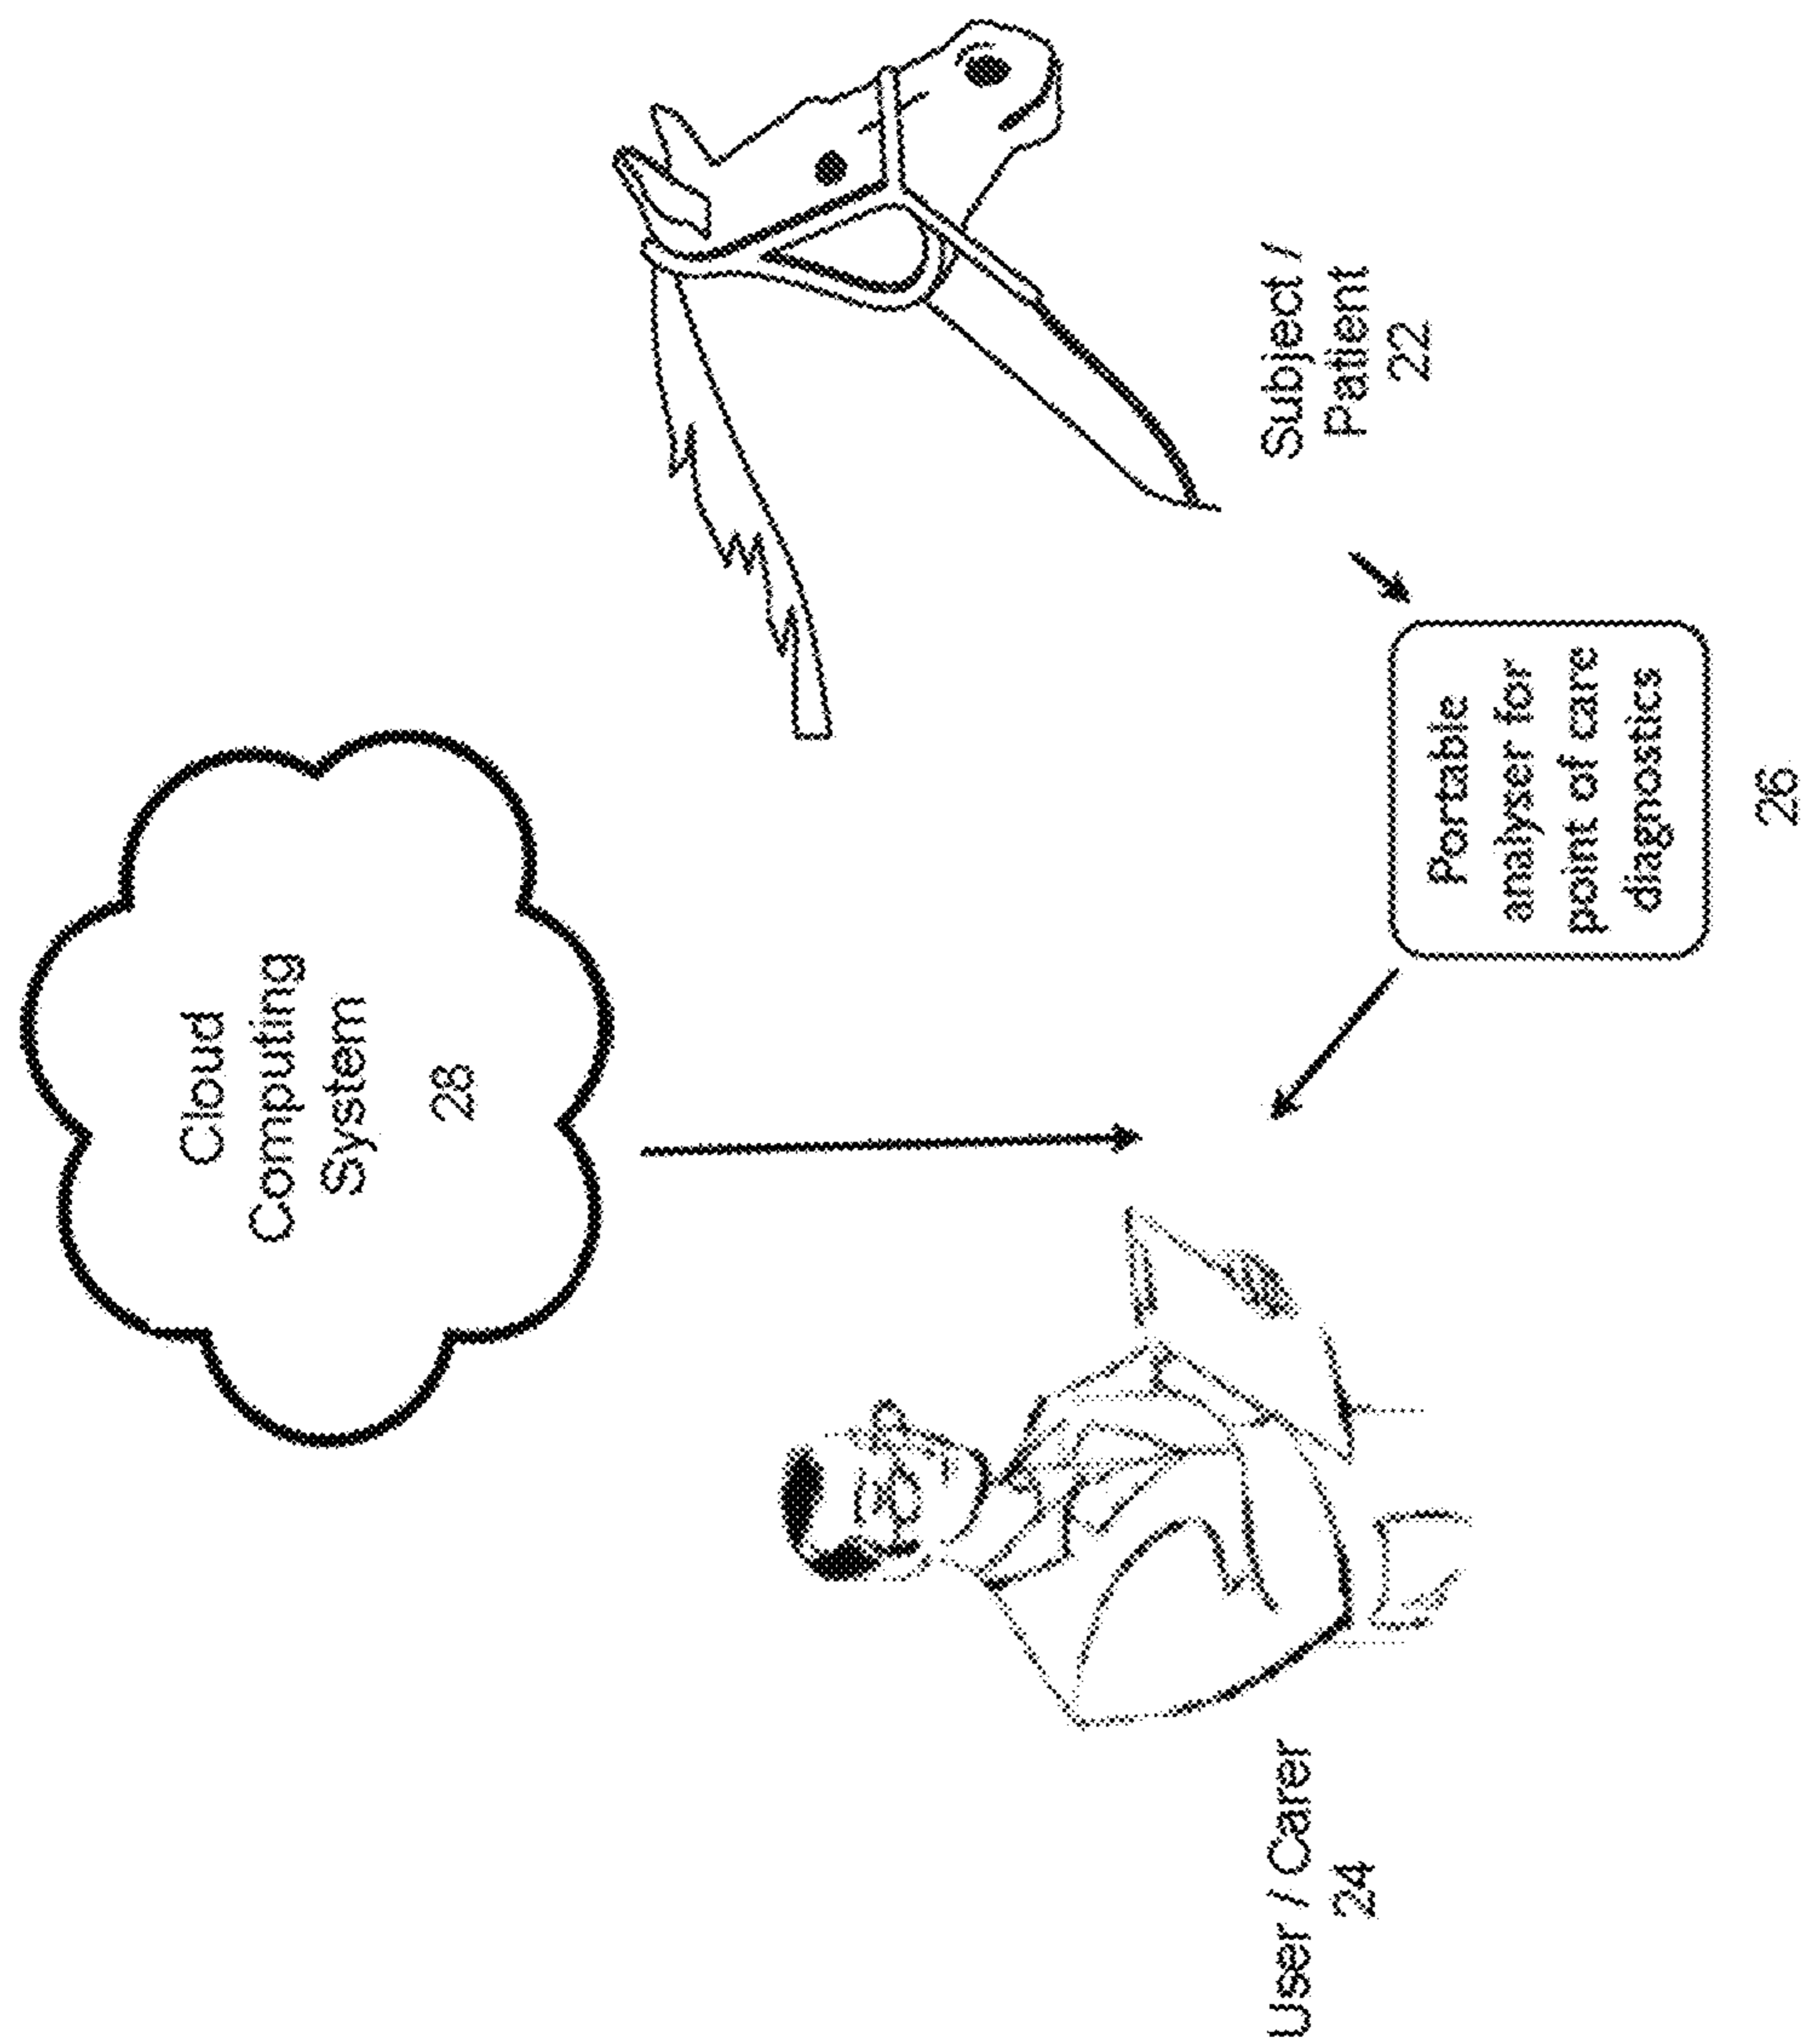 Cloud
Computing
System
28
Subject /
Patient
22
Portable
analyser for
point of care
diagnostics
26
User / Carer
24